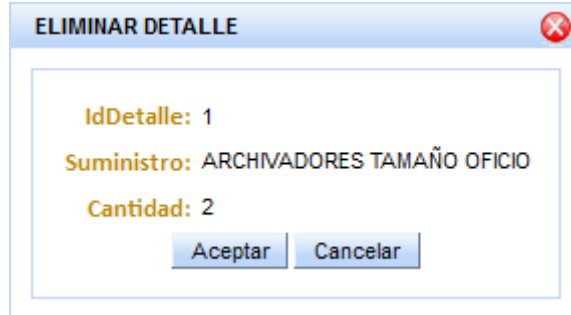 ELIMINAR DETALLE
IdDetalle: 1
Suministro: ARCHIVADORES TAMAÑO OFICIO
Cantidad: 2
Aceptar Cancelar